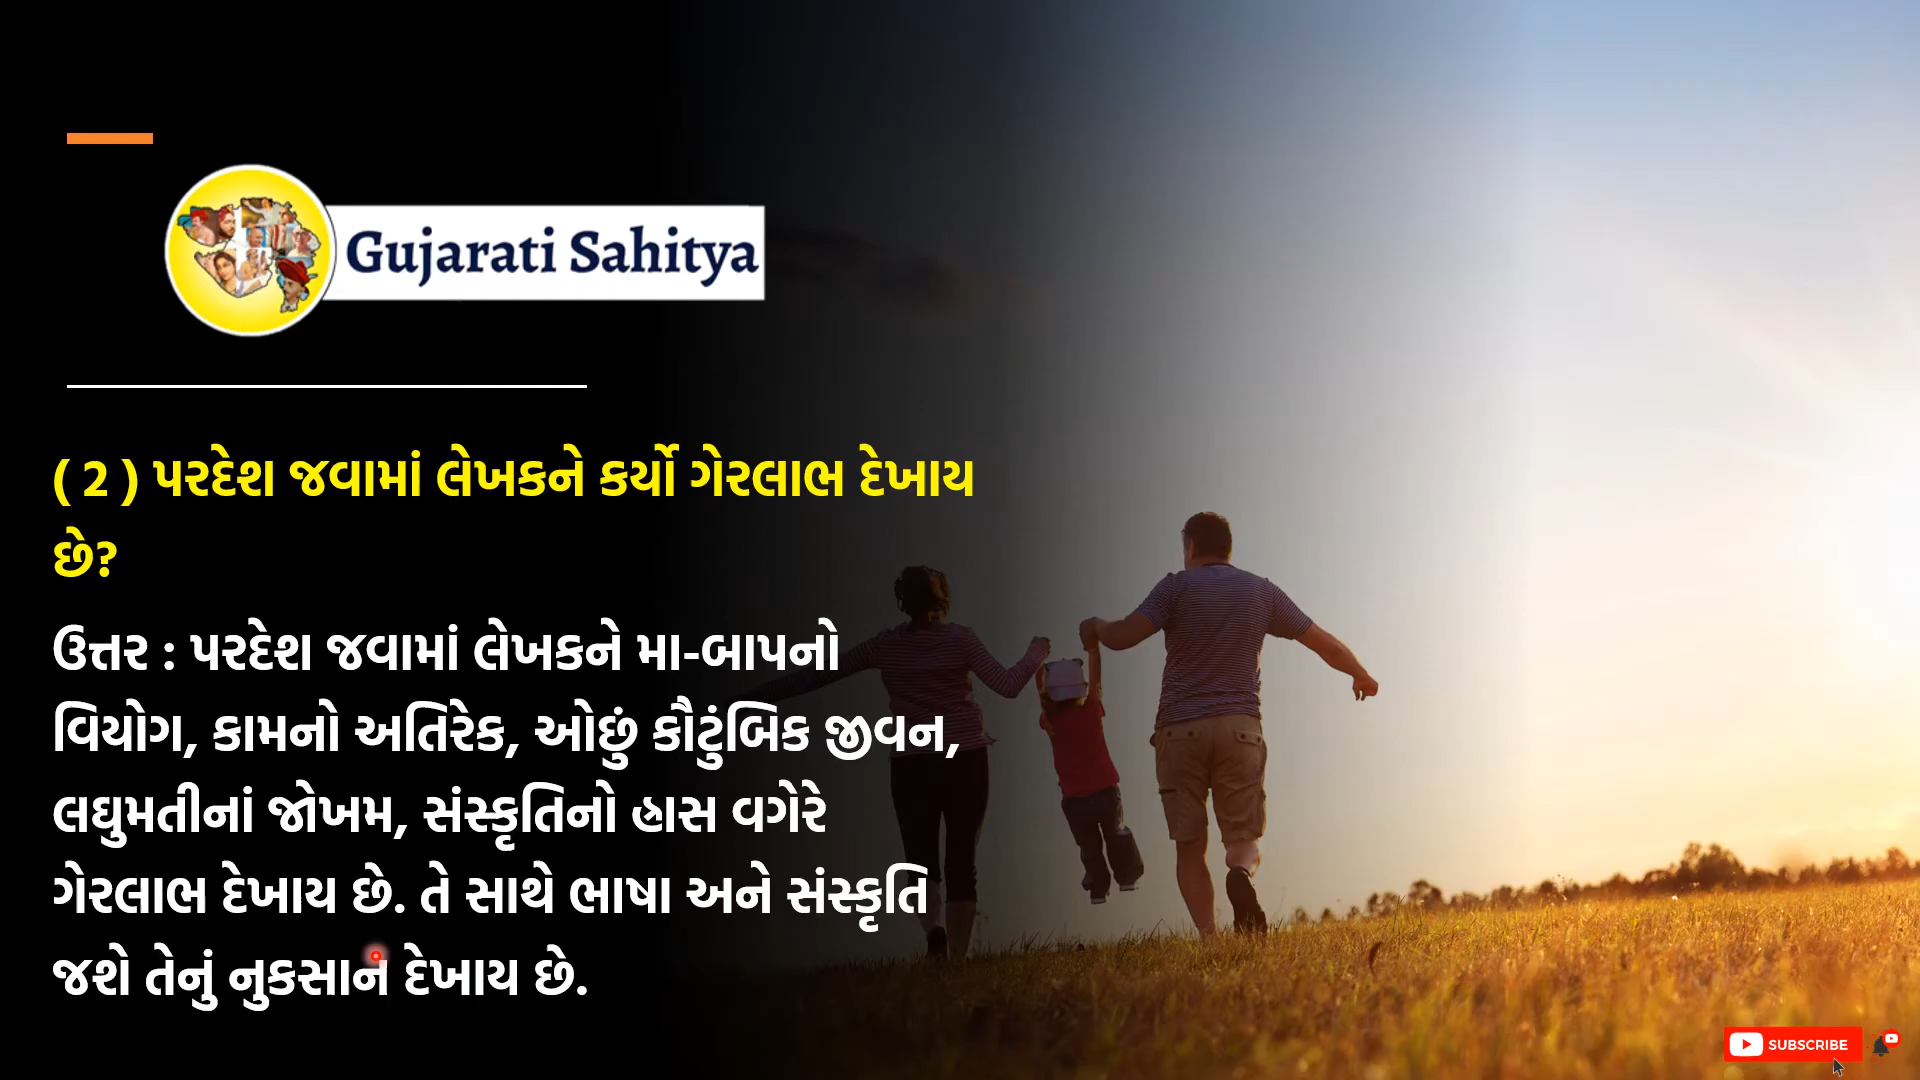 Gujarati Sahitya
( 2 ) પરદેશ જવામાં લેખકને કર્યો ગેરલાભ દેખાય
છે?
ઉત્તર : પરદેશ જવામાં લેખકને મા-બાપનો
વિયોગ, કામનો અતિરેક, ઓછું કૌટુંબિક જીવન,
લઘુમતીનાં જોખમ, સંસ્કૃતિનો હ્રાસ વગેરે
ગેરલાભ દેખાય છે. તે સાથે ભાષા અને સંસ્કૃતિ
જશે તેનું નુકસાન દેખાય છે.
SUBSCRIBE